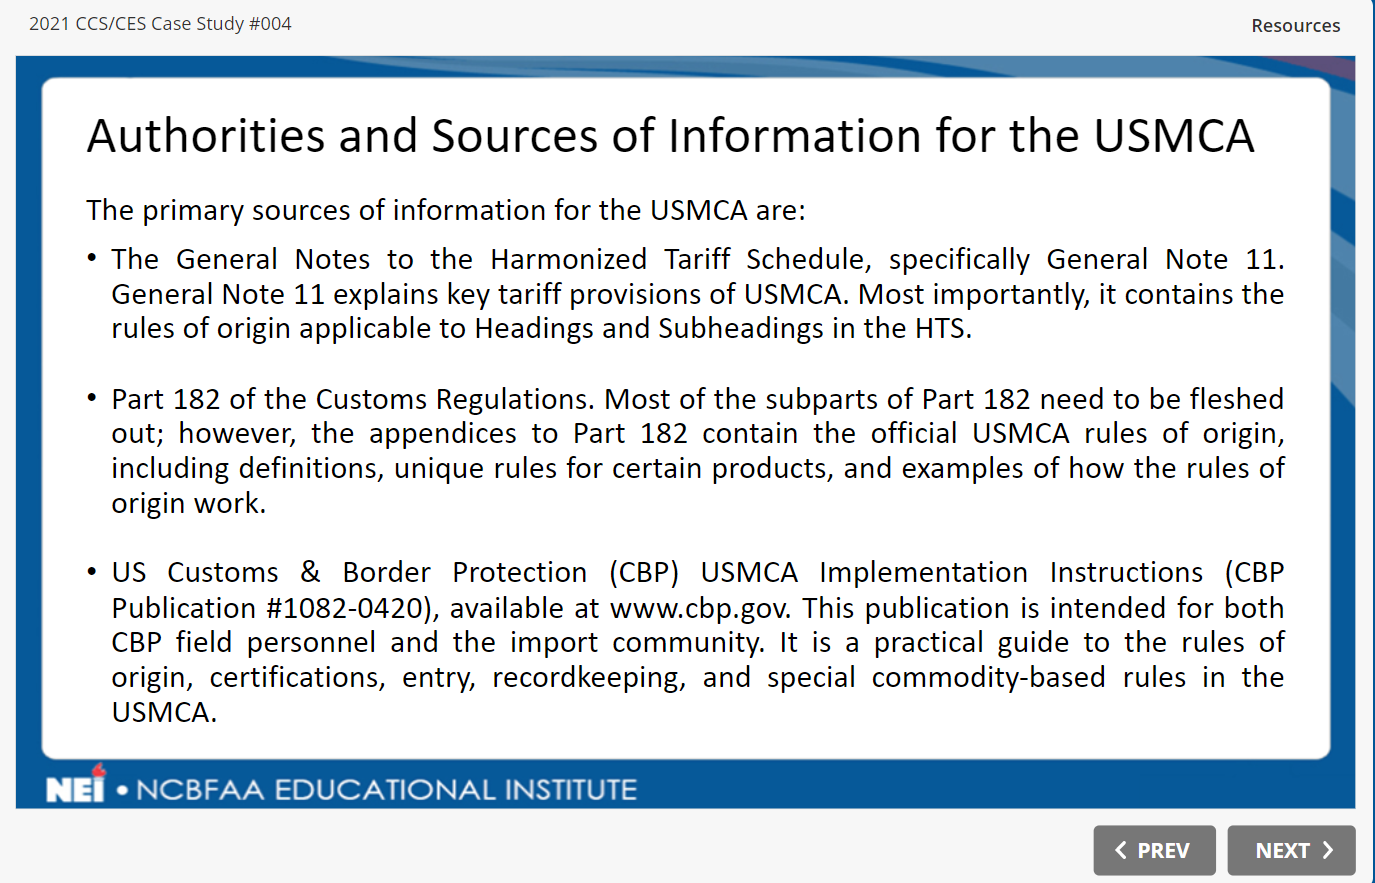 2021 CCS/CES Case Study #004
Resources
Authorities and Sources of Information for the USMCA
The primary sources of information for the USMCA are:
• The General Notes to the Harmonized Tariff Schedule, specifically General Note 11.
General Note 11 explains key tariff provisions of USMCA. Most importantly, it contains the
rules of origin applicable to Headings and Subheadings in the HTS.
• Part 182 of the Customs Regulations. Most of the subparts of Part 182 need to be fleshed
out; however, the appendices to Part 182 contain the official USMCA rules of origin,
including definitions, unique rules for certain products, and examples of how the rules of
origin work.
• US Customs & Border Protection (CBP) USMCA Implementation Instructions (CBP
Publication #1082-0420), available at www.cbp.gov. This publication is intended for both
CBP field personnel and the import community. It is a practical guide to the rules of
origin, certifications, entry, recordkeeping, and special commodity-based rules in the
USMCA.
NEI • NCBFAA EDUCATIONAL INSTITUTE
PREV
NEXT